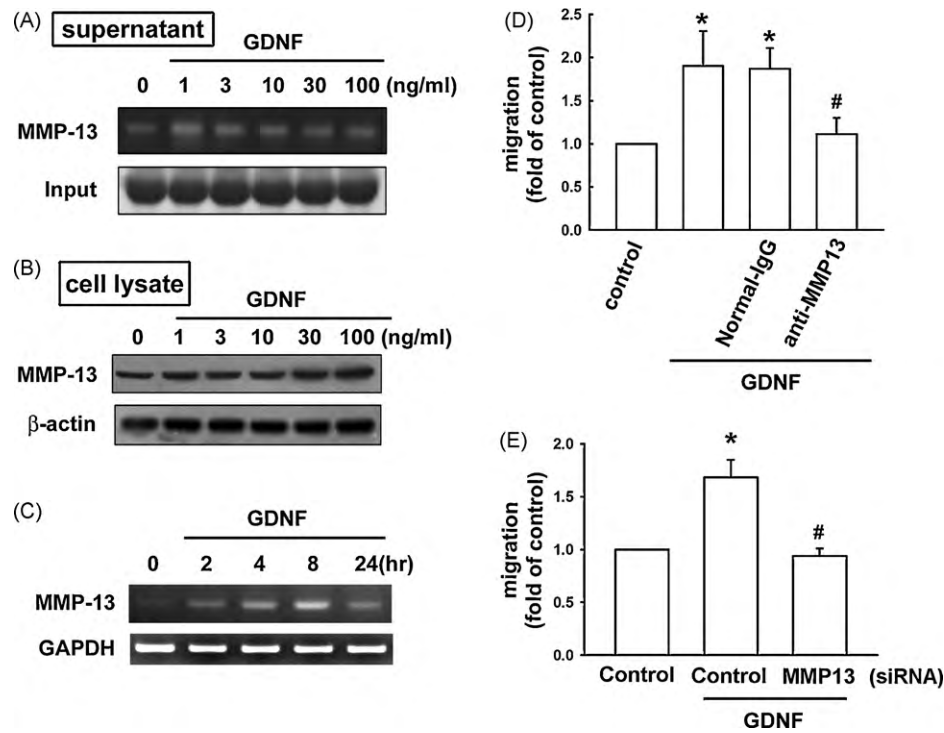 (A) supernatant
GDNF
0 1 3 10 30 100 (ng/ml)
MMP-13
Input
(B) cell lysate
GDNF
0 1 3 10 30 100 (ng/ml)
MMP-13
β-actin
(C)
GDNF
0 2 4 8 24(hr)
MMP-13
GAPDH
(D)
migration
(fold of control)
2.5
2.0
1.5
1.0
0.5
0.0
* * #
control
Normal-IgG
anti-MMP13
GDNF
(E)
migration
(fold of control)
2.0
1.5
1.0
0.5
0.0
* #
Control Control MMP13 (siRNA)
GDNF